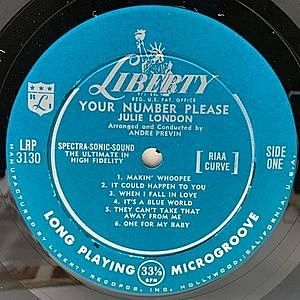 LIBERTY
REG. U.S. PAT. OFFICE
YOUR NUMBER PLEASE
JULIE LONDON
Arranged and Conducted by
ANDRE PREVIN
LRP
3130
SPECTRA-SONIC-SOUND
THE ULTIMATE IN
HIGH FIDELITY
RIAA
CURVE
SIDE
ONE
1. MAKIN' WHOOPEE
2. IT COULD HAPPEN TO YOU
3. WHEN I FALL IN LOVE
4. IT'S A BLUE WORLD
5. THEY CAN'T TAKE THAT
AWAY FROM ME
6. ONE FOR MY BABY
LONG PLAYING 33⅓ RPM MICROGROOVE
MANUFACTURED BY LIBERTY RECORDS, INC., HOLLYWOOD, CALIFORNIA, U.S.A.